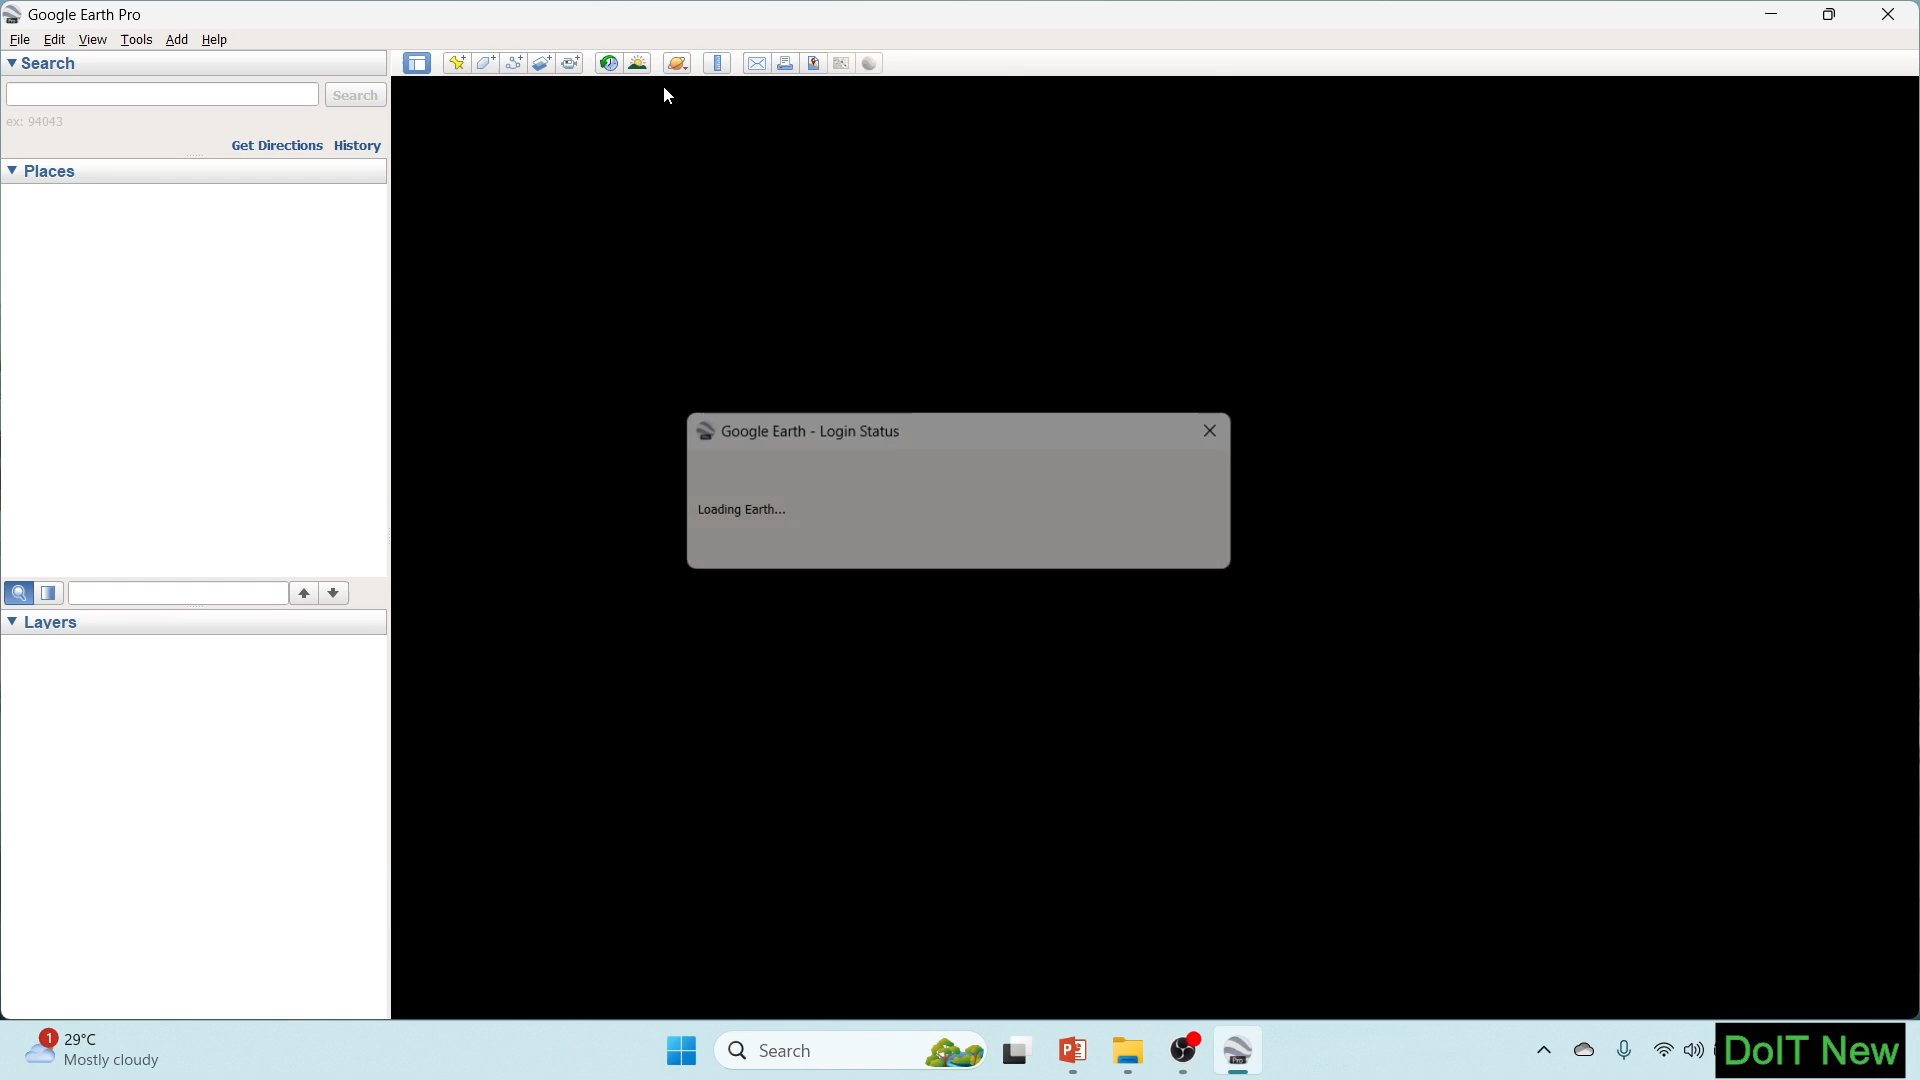 Google Earth Pro
File Edit View Tools Add Help
Search
Search
ex: 94043
Get Directions History
Places
Google Earth - Login Status
Loading Earth...
Layers
1 29°C
Mostly cloudy
Search
DoIT New